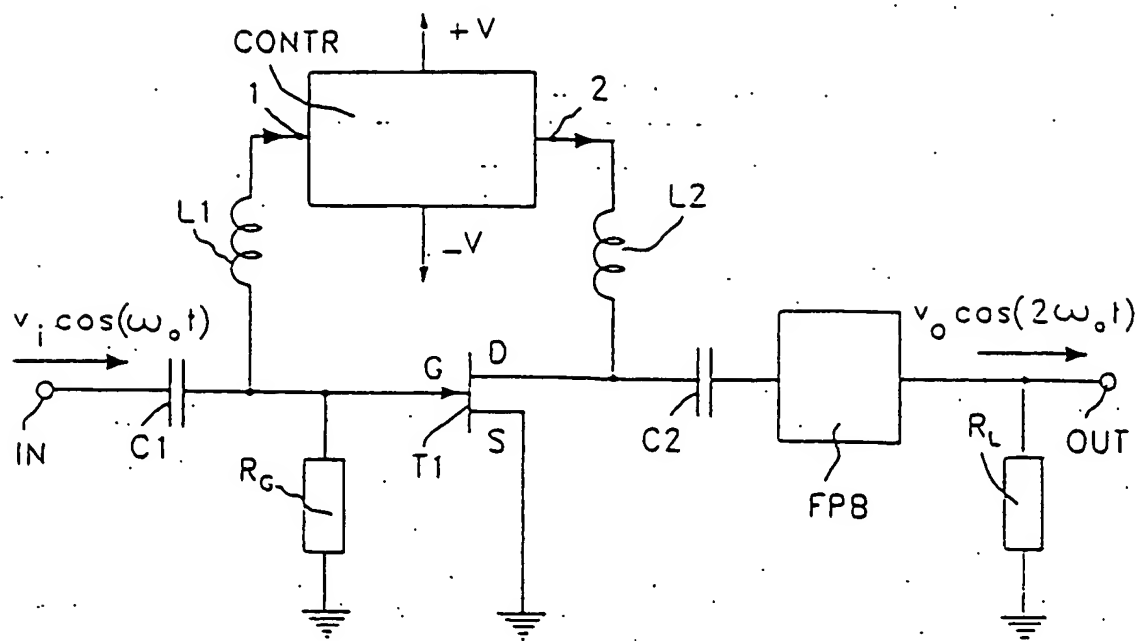 +V
CONTR
1
2
L1
L2
–V
v_i cos(ω_o t)
v_o cos(2ω_o t)
G
D
S
IN
C1
T1
C2
FPB
R_L
OUT
R_G